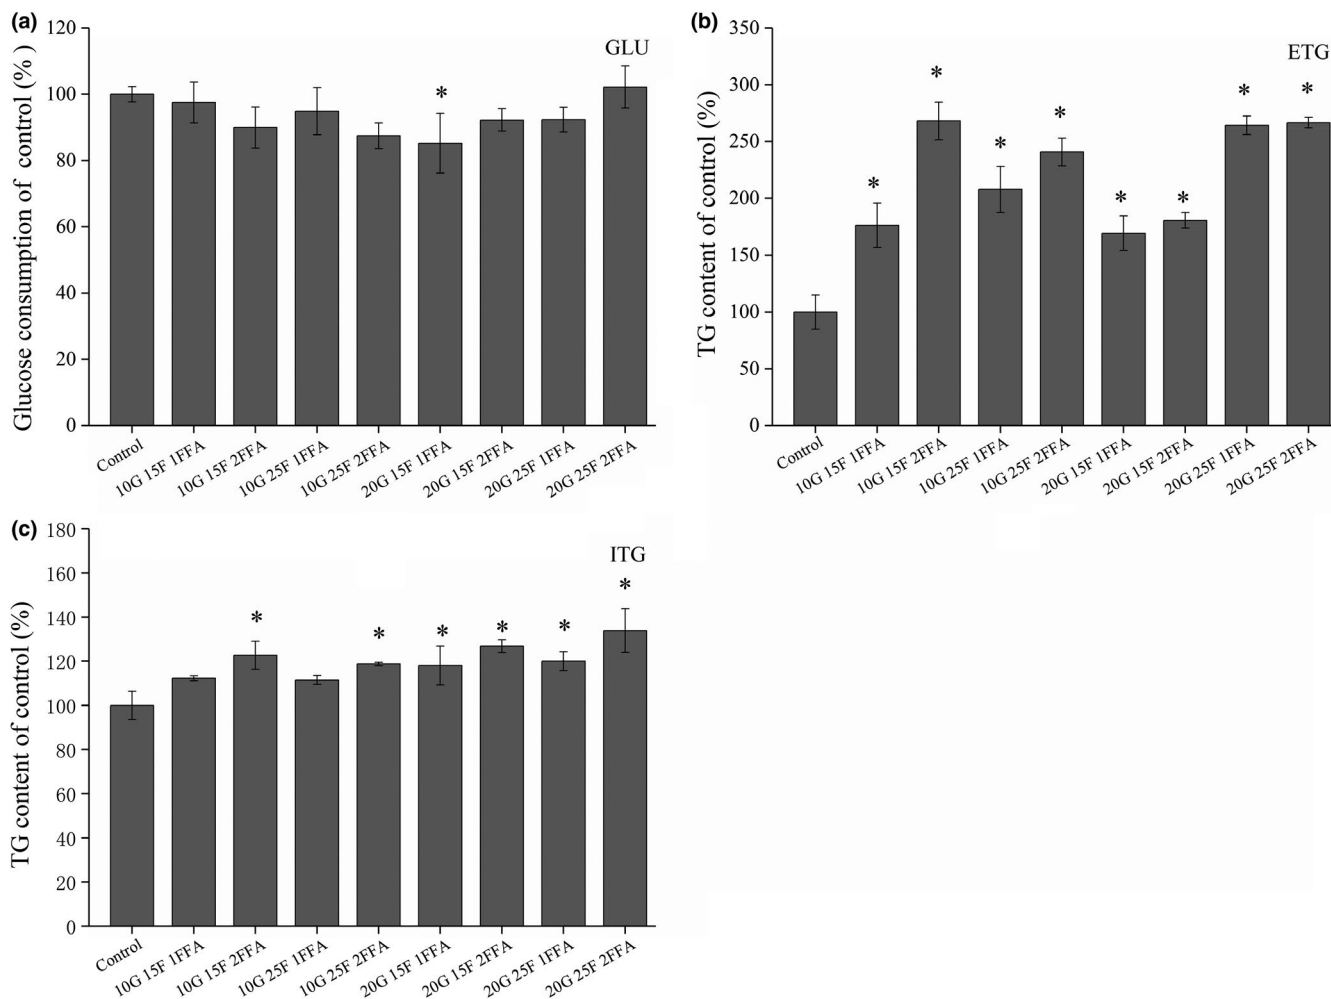 (a)
GLU
Glucose consumption of control (%)
120
100
80
60
40
20
0
*
Control
10G 15F 1FFA
10G 15F 2FFA
10G 25F 1FFA
10G 25F 2FFA
20G 15F 1FFA
20G 15F 2FFA
20G 25F 1FFA
20G 25F 2FFA
(b)
ETG
TG content of control (%)
350
300
250
200
150
100
50
0
* * * * * * * *
Control
10G 15F 1FFA
10G 15F 2FFA
10G 25F 1FFA
10G 25F 2FFA
20G 15F 1FFA
20G 15F 2FFA
20G 25F 1FFA
20G 25F 2FFA
(c)
ITG
TG content of control (%)
180
160
140
120
100
80
60
40
20
0
* * * * * *
Control
10G 15F 1FFA
10G 15F 2FFA
10G 25F 1FFA
10G 25F 2FFA
20G 15F 1FFA
20G 15F 2FFA
20G 25F 1FFA
20G 25F 2FFA